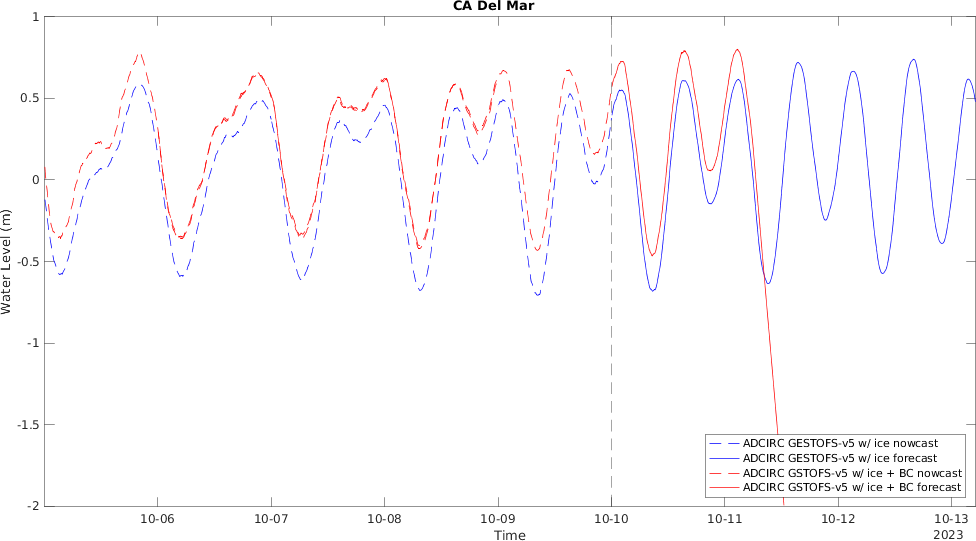 CA Del Mar
1
0.5
0
-0.5
-1
-1.5
-2
Water Level (m)
ADCIRC GESTOFS-v5 w/ ice nowcast
ADCIRC GESTOFS-v5 w/ ice forecast
ADCIRC GSTOFS-v5 w/ ice + BC nowcast
ADCIRC GSTOFS-v5 w/ ice + BC forecast
10-06
10-07
10-08
10-09
10-10
10-11
10-12
10-13
2023
Time